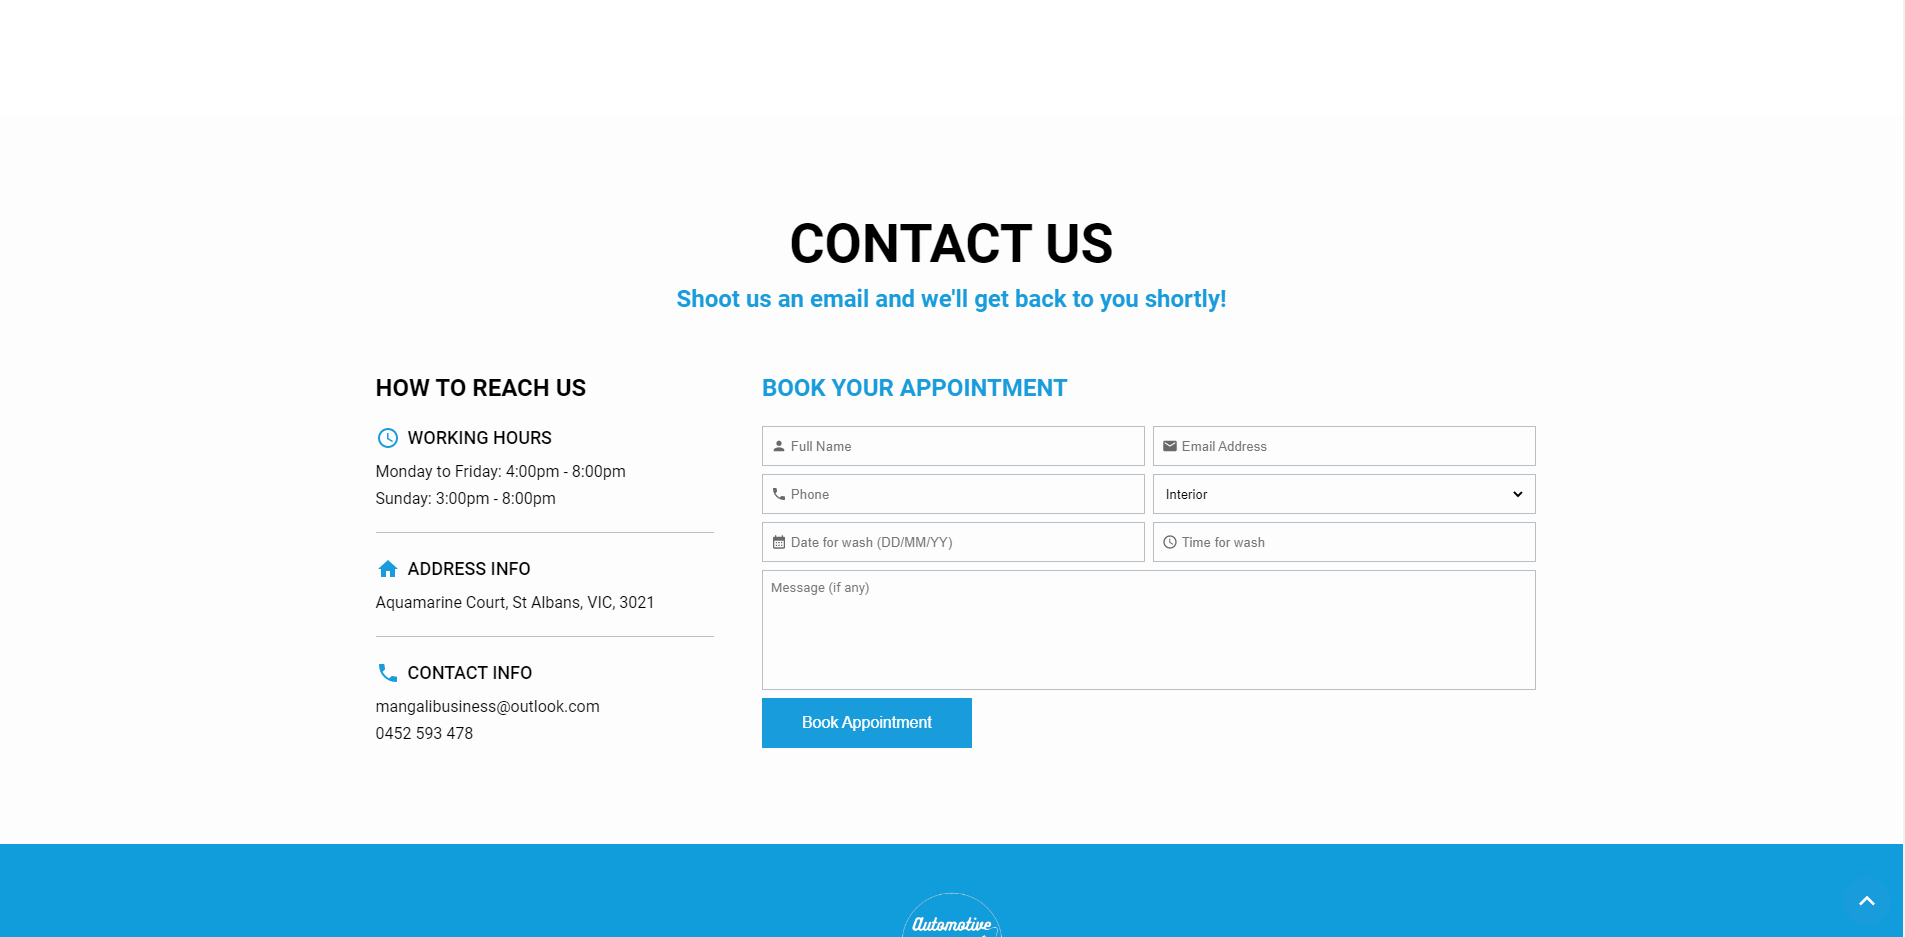 CONTACT US
Shoot us an email and we'll get back to you shortly!
HOW TO REACH US
WORKING HOURS
Monday to Friday: 4:00pm - 8:00pm
Sunday: 3:00pm - 8:00pm
ADDRESS INFO
Aquamarine Court, St Albans, VIC, 3021
CONTACT INFO
mangalibusiness@outlook.com
0452 593 478
BOOK YOUR APPOINTMENT
Full Name
Email Address
Phone
Interior
Date for wash (DD/MM/YY)
Time for wash
Message (if any)
Book Appointment
Automotive